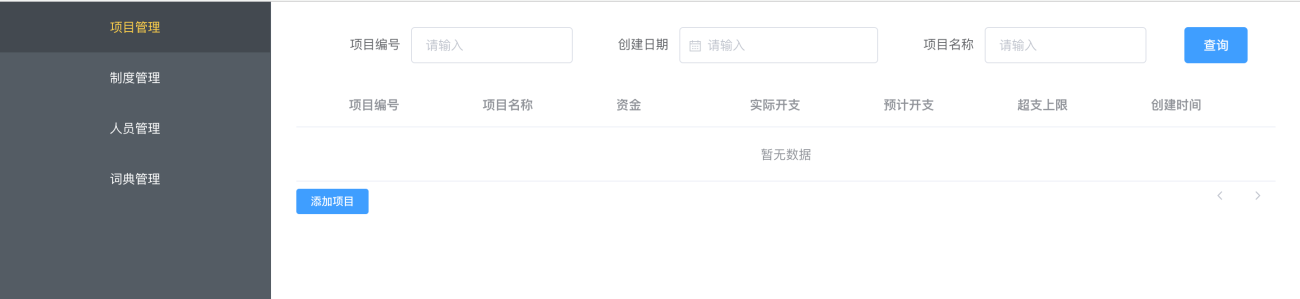 项目管理
制度管理
人员管理
词典管理
项目编号 请输入 创建日期 请输入 项目名称 请输入 查询
项目编号 项目名称 资金 实际开支 预计开支 超支上限 创建时间
暂无数据
添加项目